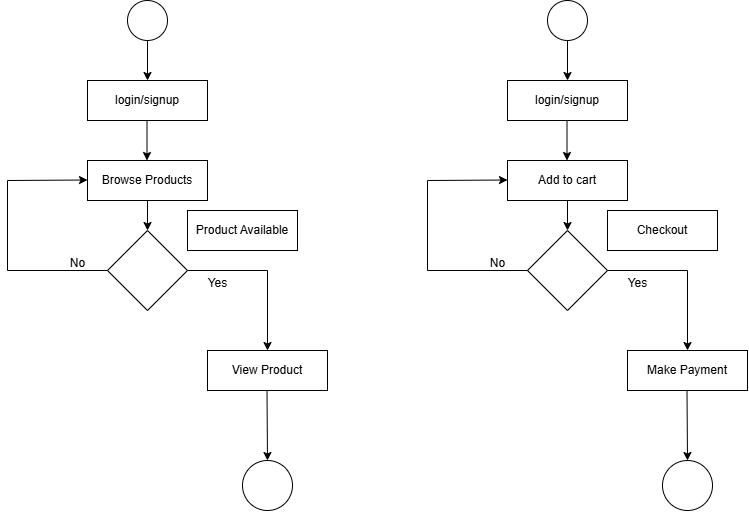 login/signup
Browse Products
Product Available
No
Yes
View Product
login/signup
Add to cart
Checkout
No
Yes
Make Payment